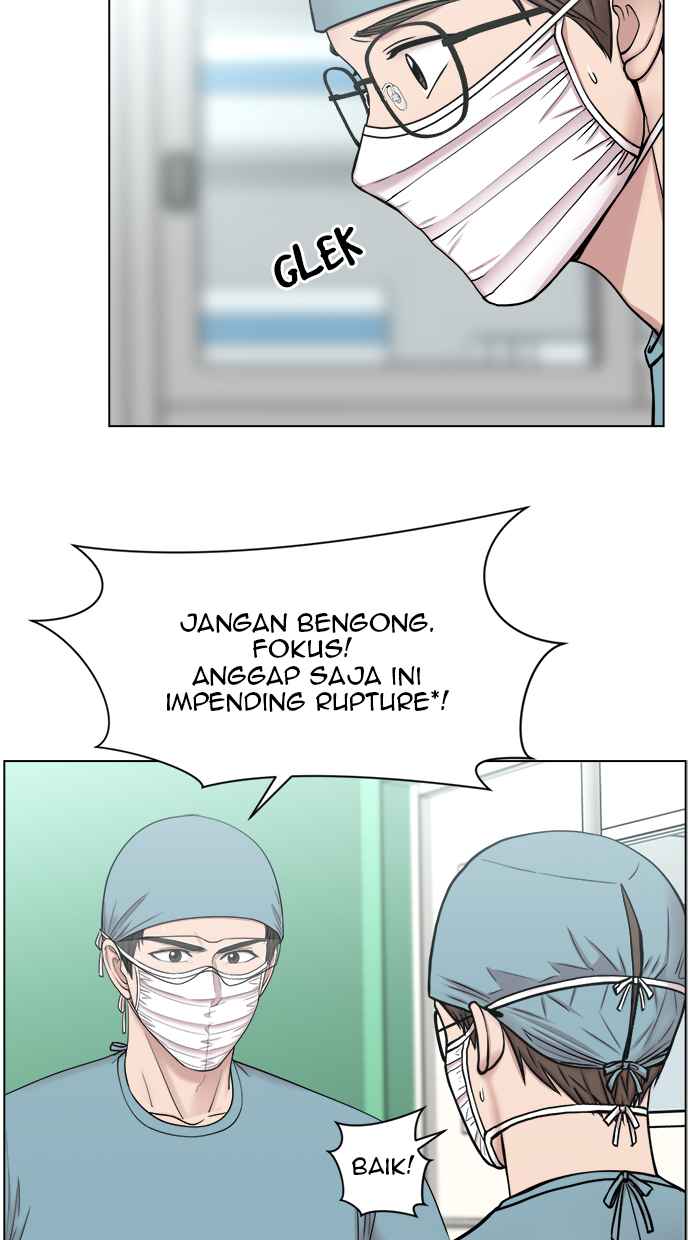 GLEK
JANGAN BENGONG.
FOKUS!
ANGGAP SAJA INI
IMPENDING RUPTURE*!
BAIK!